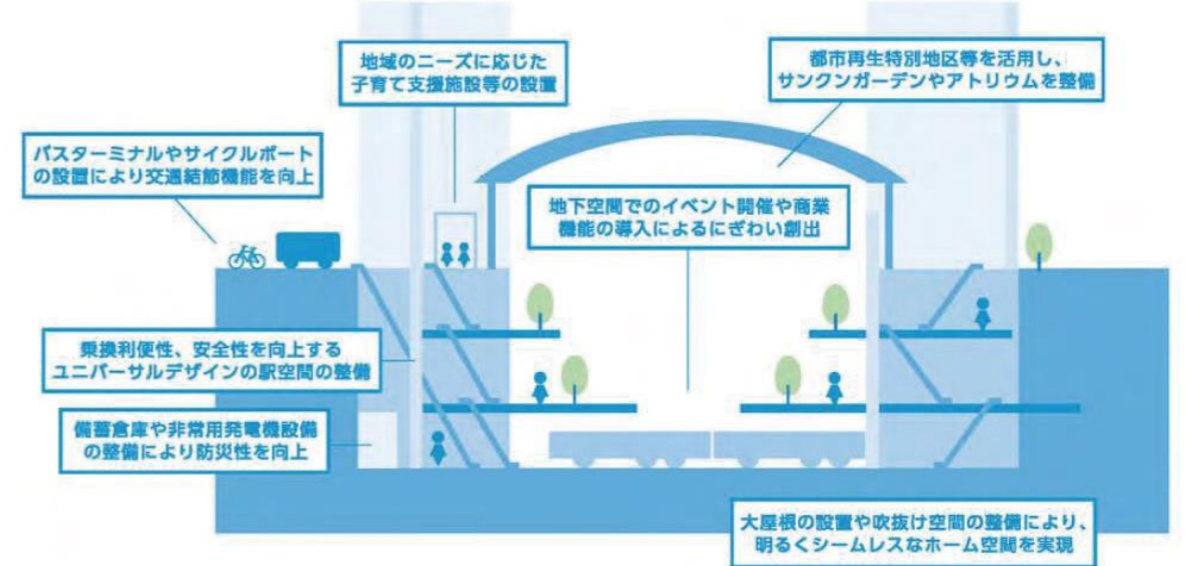 地域のニーズに応じた
子育て支援施設等の設置
都市再生特別地区等を活用し、
サンクンガーデンやアトリウムを整備
バスターミナルやサイクルポート
の設置により交通結節機能を向上
地下空間でのイベント開催や商業
機能の導入によるにぎわい創出
乗換利便性、安全性を向上する
ユニバーサルデザインの駅空間の整備
備蓄倉庫や非常用発電機設備
の整備により防災性を向上
大屋根の設置や吹抜け空間の整備により、
明るくシームレスなホーム空間を実現